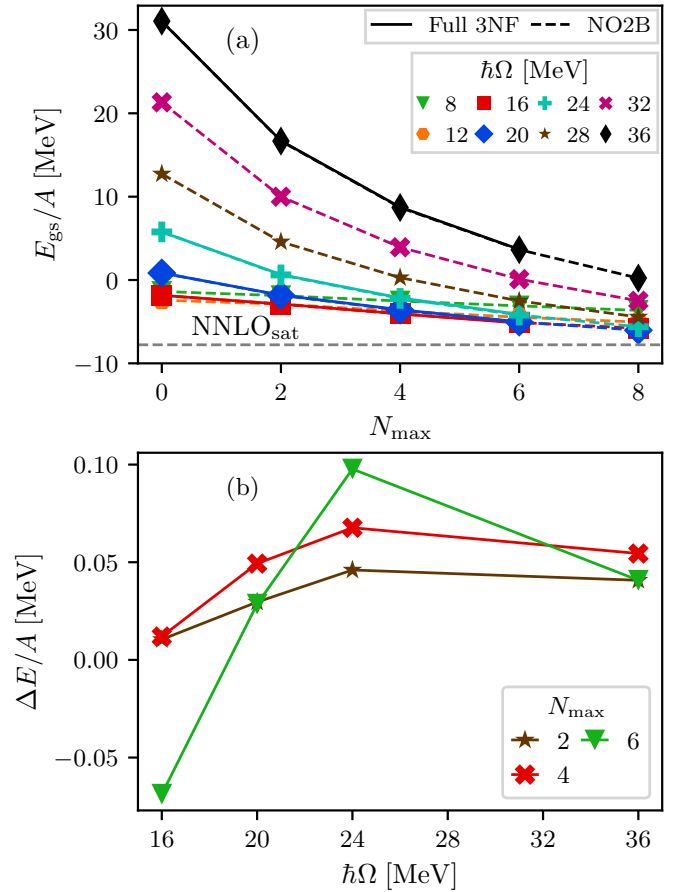 (a)
Full 3NF NO2B
ℏΩ [MeV]
8 16 24 32
12 20 28 36
E_gs/A [MeV]
30
20
10
0
−10
NNLO_sat
0 2 4 6 8
N_max
(b)
ΔE/A [MeV]
0.10
0.05
0.00
−0.05
N_max
2 6
4
16 20 24 28 32 36
ℏΩ [MeV]